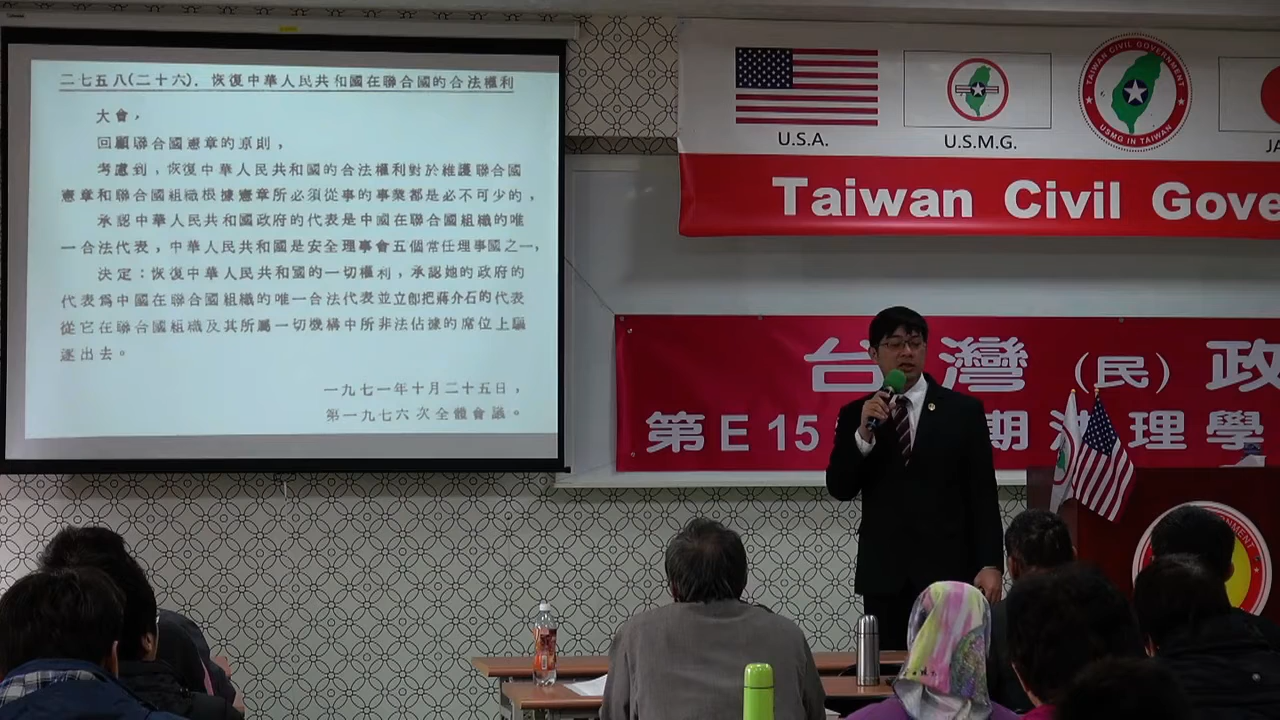 二七五八(二十六). 恢復中華人民共和國在聯合國的合法權利
大會，
回顧聯合國憲章的原則，
考慮到，恢復中華人民共和國的合法權利對於維護聯合國
憲章和聯合國組織根據憲章所必須從事的事業都是必不可少的，
承認中華人民共和國政府的代表是中國在聯合國組織的唯
一合法代表，中華人民共和國是安全理事會五個常任理事國之一，
決定：恢復中華人民共和國的一切權利，承認她的政府的
代表為中國在聯合國組織的唯一合法代表並立即把蔣介石的代表
從它在聯合國組織及其所屬一切機構中所非法佔據的席位上驅
逐出去。
一九七一年十月二十五日，
第一九七六次全體會議。
U.S.A.
U.S.M.G.
TAIWAN CIVIL GOVERNMENT
USMG IN TAIWAN
JA
Taiwan Civil Gove
台灣（民）政
第E15 期法理學